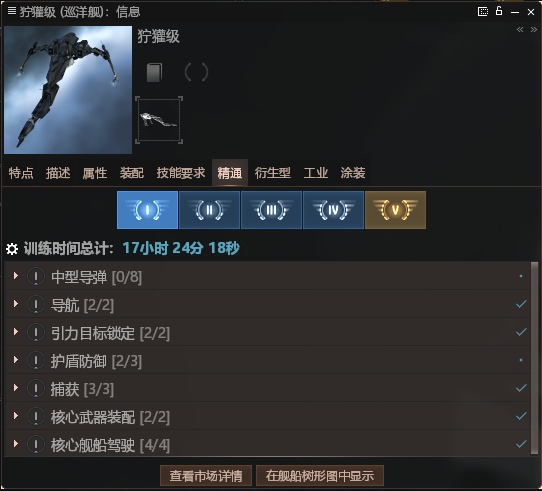 狞獾级 (巡洋舰)：信息
狞獾级
特点 描述 属性 装配 技能要求 精通 衍生型 工业 涂装
I II III IV V
训练时间总计： 17小时 24分 18秒
中型导弹 [0/8]
导航 [2/2]
引力目标锁定 [2/2]
护盾防御 [2/3]
捕获 [3/3]
核心武器装配 [2/2]
核心舰船驾驶 [4/4]
查看市场详情 在舰船树形图中显示